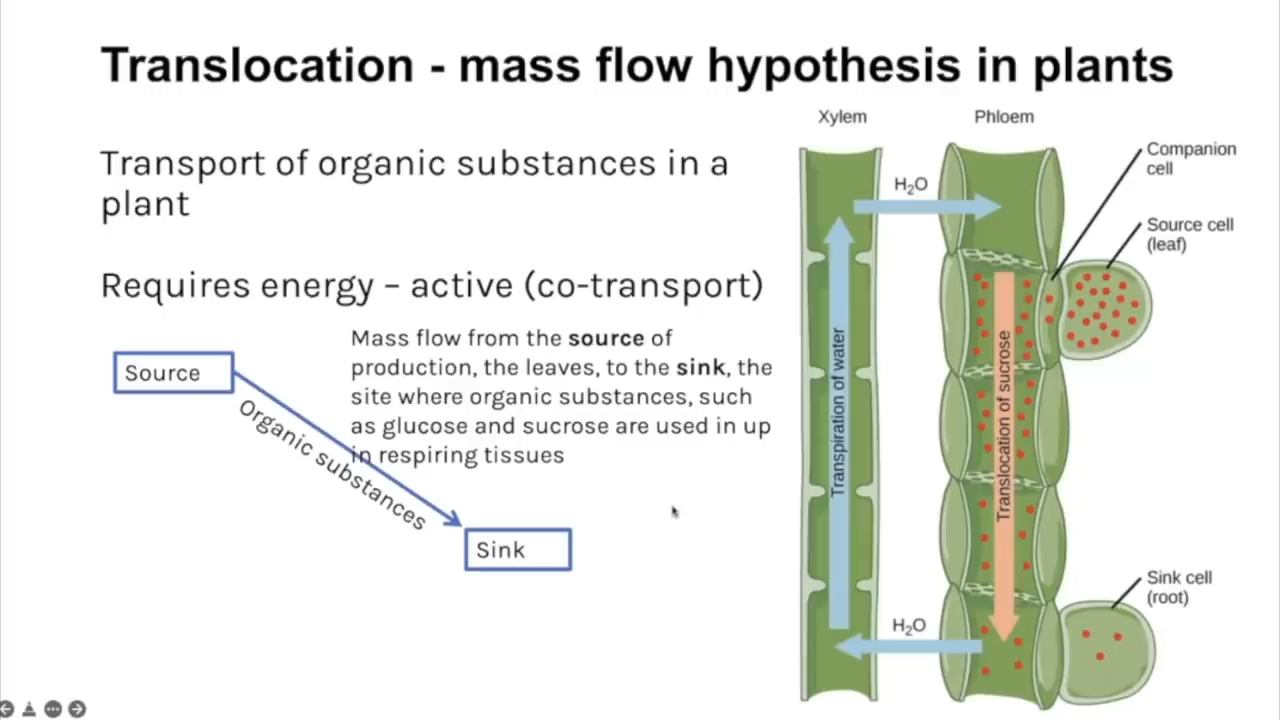 Translocation - mass flow hypothesis in plants
Transport of organic substances in a
plant
Requires energy – active (co-transport)
Mass flow from the source of
production, the leaves, to the sink, the
site where organic substances, such
as glucose and sucrose are used in up
in respiring tissues
Source
Organic substances
Sink
Xylem
Phloem
H₂O
Companion
cell
Source cell
(leaf)
Transpiration of water
Translocation of sucrose
Sink cell
(root)
H₂O